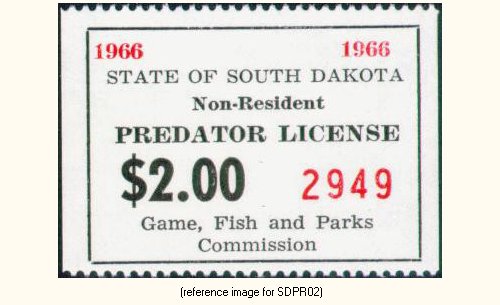 1966 1966
STATE OF SOUTH DAKOTA
Non-Resident
PREDATOR LICENSE
$2.00 2949
Game, Fish and Parks
Commission
(reference image for SDPR02)